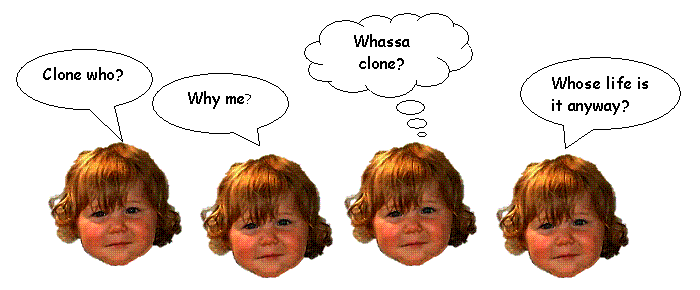 Clone who?
Why me?
Whassa
clone?
Whose life is
it anyway?